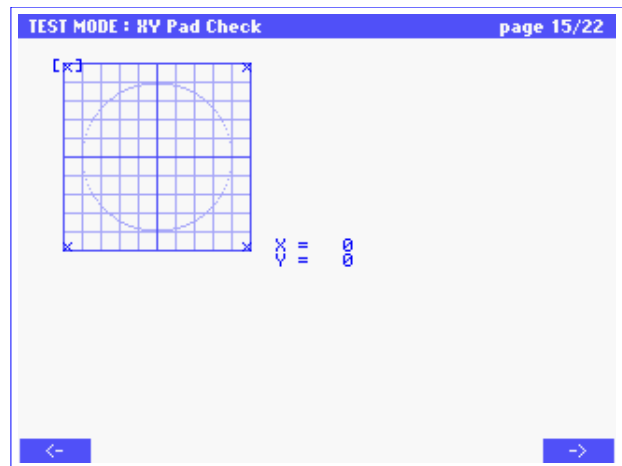 TEST MODE : XY Pad Check page 15/22
[x] x
x x
X = 0
Y = 0
<- ->